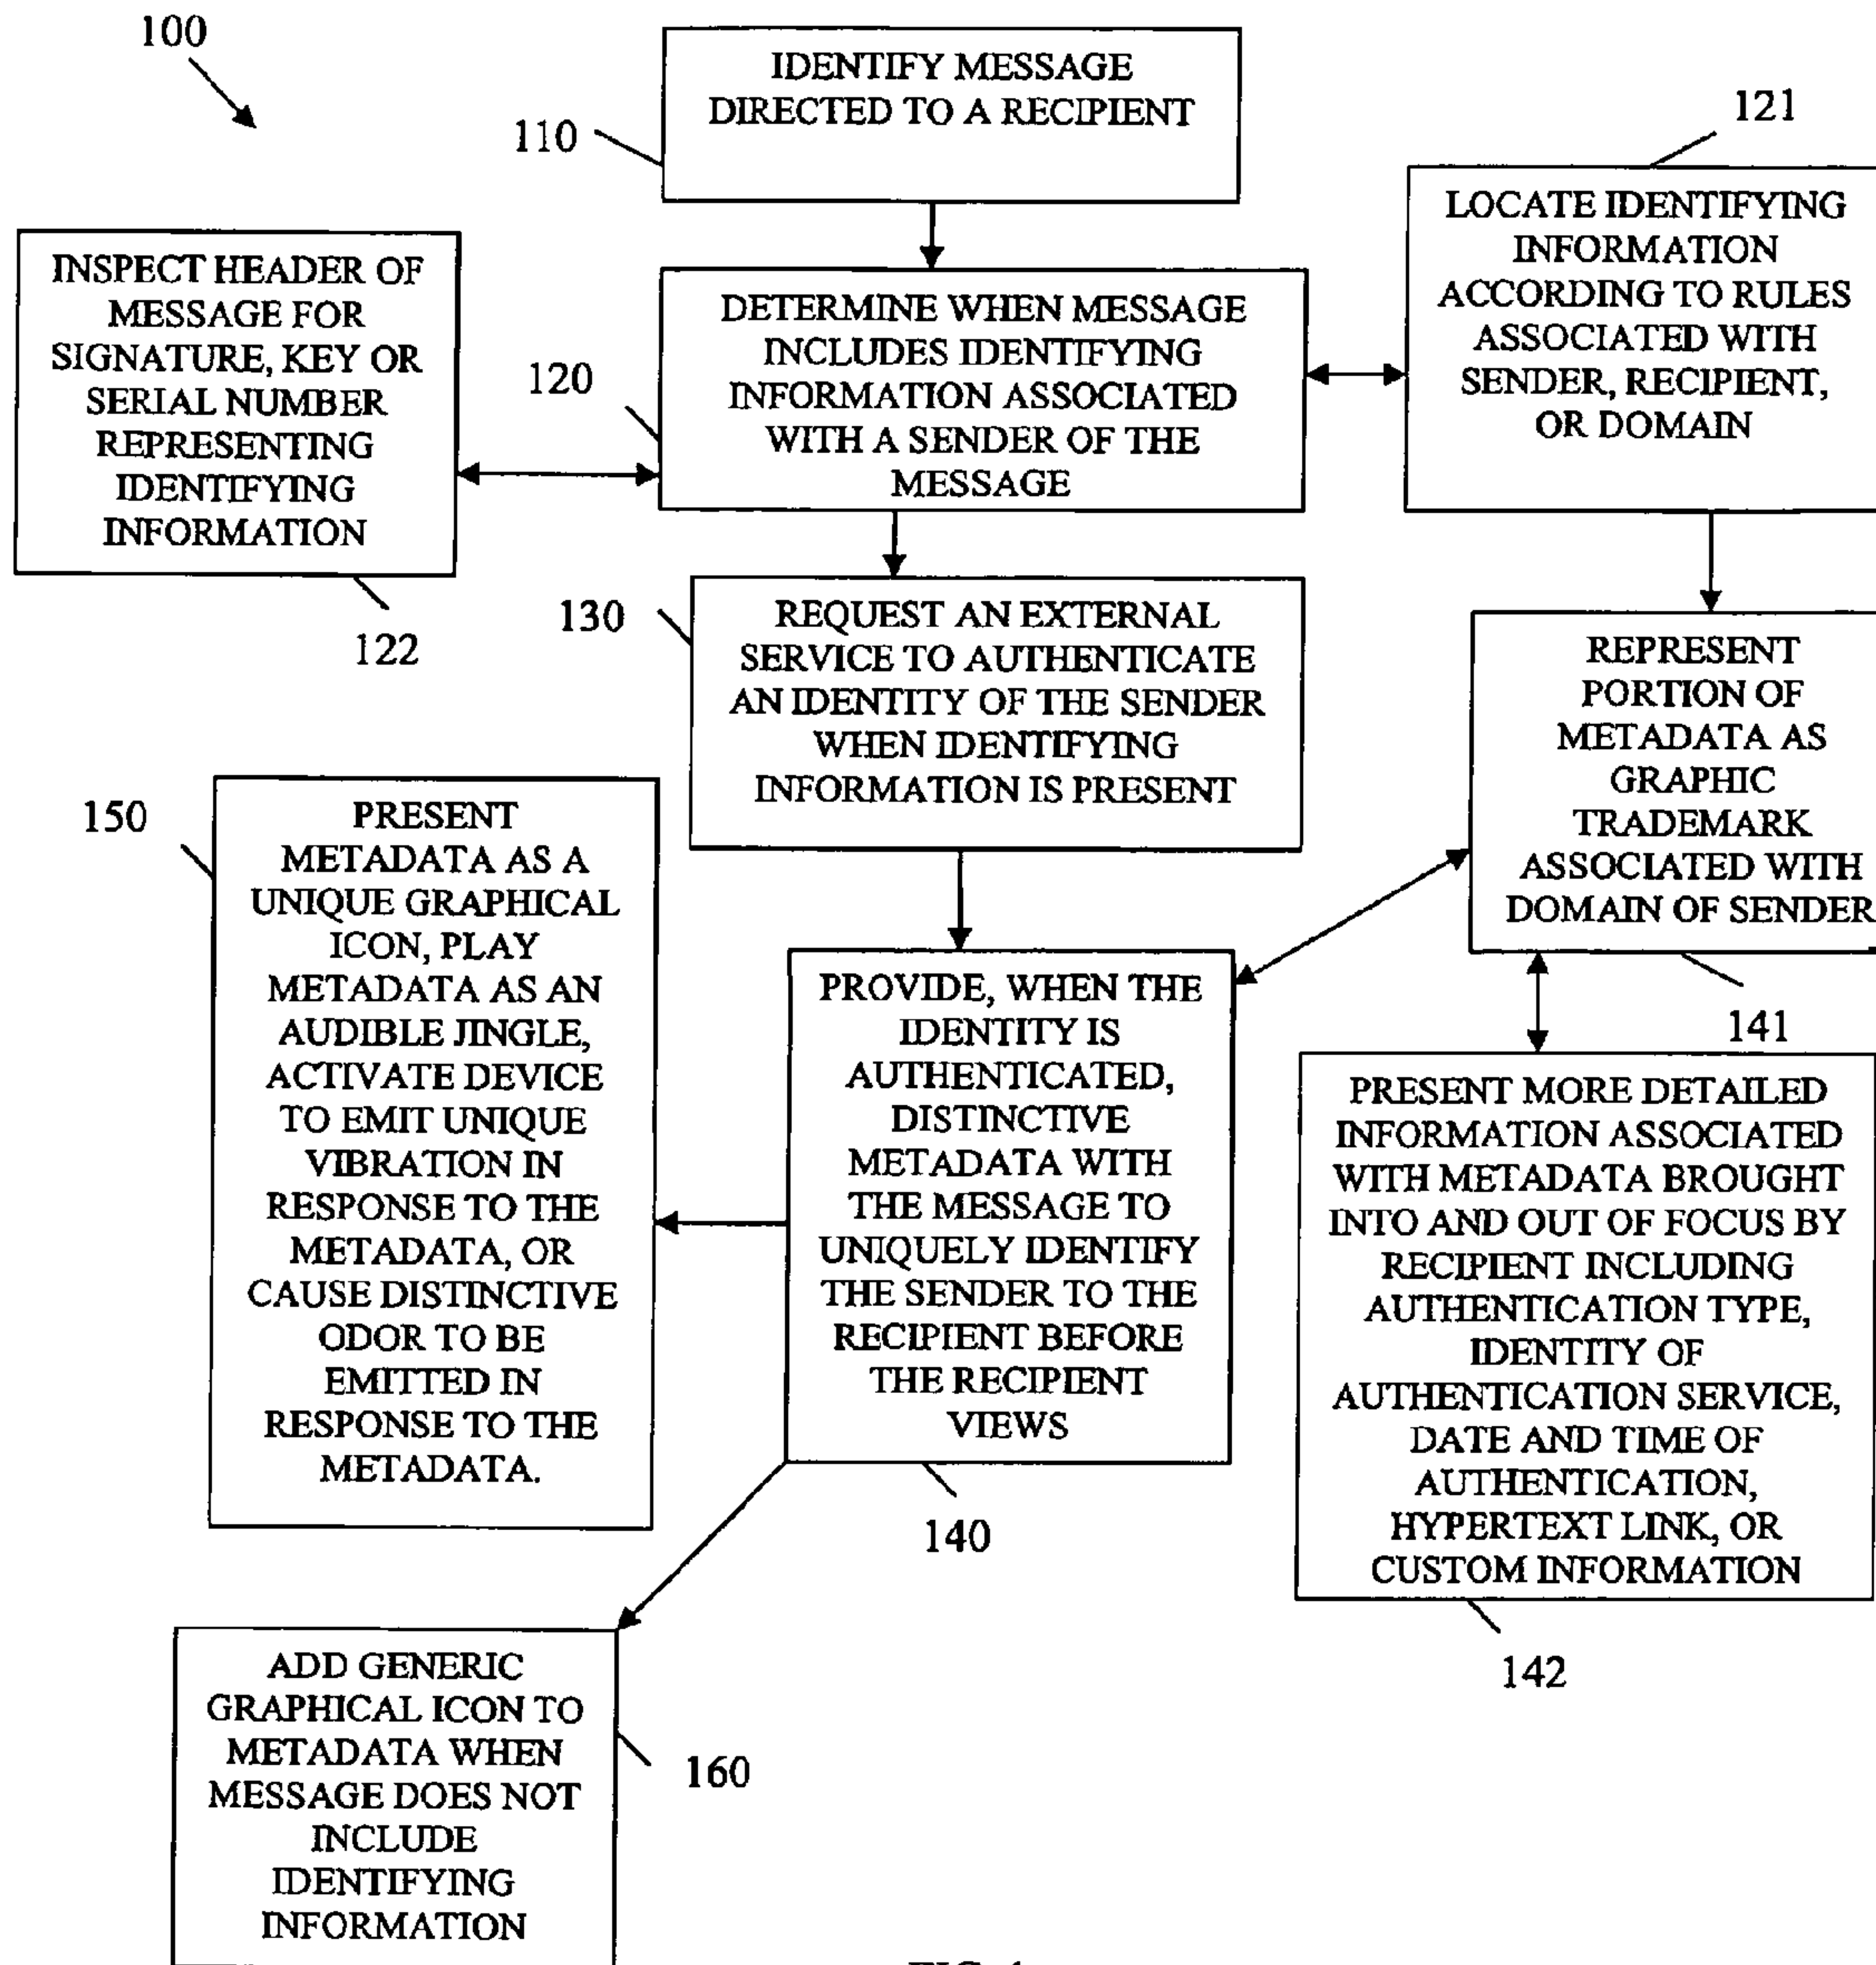 100
IDENTIFY MESSAGE
DIRECTED TO A RECIPIENT
110
121
LOCATE IDENTIFYING
INFORMATION
ACCORDING TO RULES
ASSOCIATED WITH
SENDER, RECIPIENT,
OR DOMAIN
INSPECT HEADER OF
MESSAGE FOR
SIGNATURE, KEY OR
SERIAL NUMBER
REPRESENTING
IDENTIFYING
INFORMATION
122
120
DETERMINE WHEN MESSAGE
INCLUDES IDENTIFYING
INFORMATION ASSOCIATED
WITH A SENDER OF THE
MESSAGE
130
REQUEST AN EXTERNAL
SERVICE TO AUTHENTICATE
AN IDENTITY OF THE SENDER
WHEN IDENTIFYING
INFORMATION IS PRESENT
REPRESENT
PORTION OF
METADATA AS
GRAPHIC
TRADEMARK
ASSOCIATED WITH
DOMAIN OF SENDER
141
150
PRESENT
METADATA AS A
UNIQUE GRAPHICAL
ICON, PLAY
METADATA AS AN
AUDIBLE JINGLE,
ACTIVATE DEVICE
TO EMIT UNIQUE
VIBRATION IN
RESPONSE TO THE
METADATA, OR
CAUSE DISTINCTIVE
ODOR TO BE
EMITTED IN
RESPONSE TO THE
METADATA.
PROVIDE, WHEN THE
IDENTITY IS
AUTHENTICATED,
DISTINCTIVE
METADATA WITH
THE MESSAGE TO
UNIQUELY IDENTIFY
THE SENDER TO THE
RECIPIENT BEFORE
THE RECIPIENT
VIEWS
140
PRESENT MORE DETAILED
INFORMATION ASSOCIATED
WITH METADATA BROUGHT
INTO AND OUT OF FOCUS BY
RECIPIENT INCLUDING
AUTHENTICATION TYPE,
IDENTITY OF
AUTHENTICATION SERVICE,
DATE AND TIME OF
AUTHENTICATION,
HYPERTEXT LINK, OR
CUSTOM INFORMATION
142
ADD GENERIC
GRAPHICAL ICON TO
METADATA WHEN
MESSAGE DOES NOT
INCLUDE
IDENTIFYING
INFORMATION
160